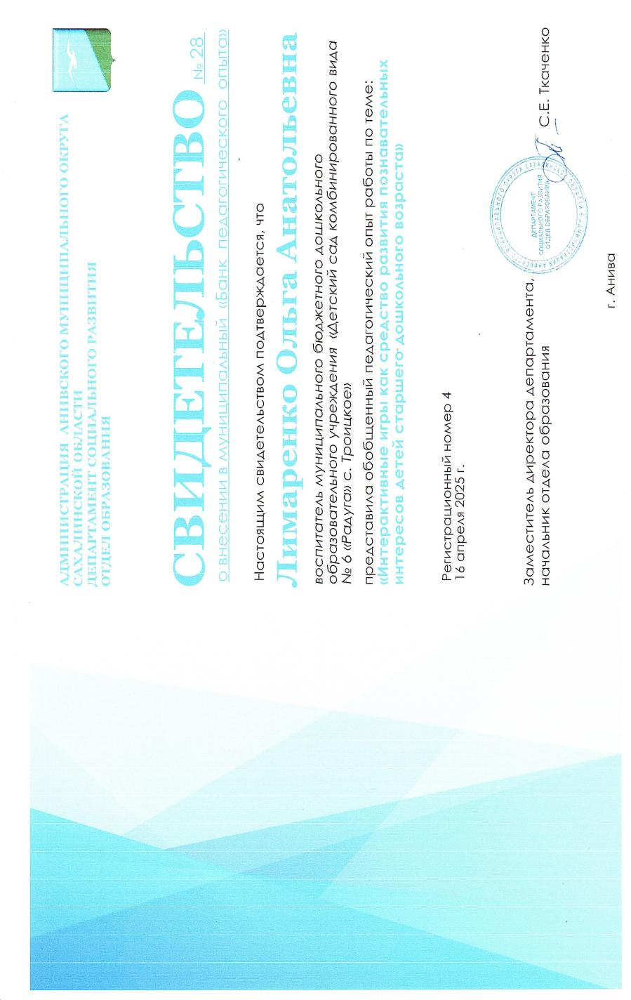 АДМИНИСТРАЦИЯ АНИВСКОГО МУНИЦИПАЛЬНОГО ОКРУГА
САХАЛИНСКОЙ ОБЛАСТИ
ДЕПАРТАМЕНТ СОЦИАЛЬНОГО РАЗВИТИЯ
ОТДЕЛ ОБРАЗОВАНИЯ
СВИДЕТЕЛЬСТВО № 28
о внесении в муниципальный «Банк педагогического опыта»
Настоящим свидетельством подтверждается, что
Лимаренко Ольга Анатольевна
воспитатель муниципального бюджетного дошкольного
образовательного учреждения «Детский сад комбинированного вида
№ 6 «Радуга» с. Троицкое»
представила обобщенный педагогический опыт работы по теме:
«Интерактивные игры как средство развития познавательных
интересов детей старшего дошкольного возраста»
Регистрационный номер 4
16 апреля 2025 г.
Заместитель директора департамента,
начальник отдела образования
С.Е. Ткаченко
ДЕПАРТАМЕНТ
СОЦИАЛЬНОГО РАЗВИТИЯ
ОТДЕЛ ОБРАЗОВАНИЯ
г. Анива